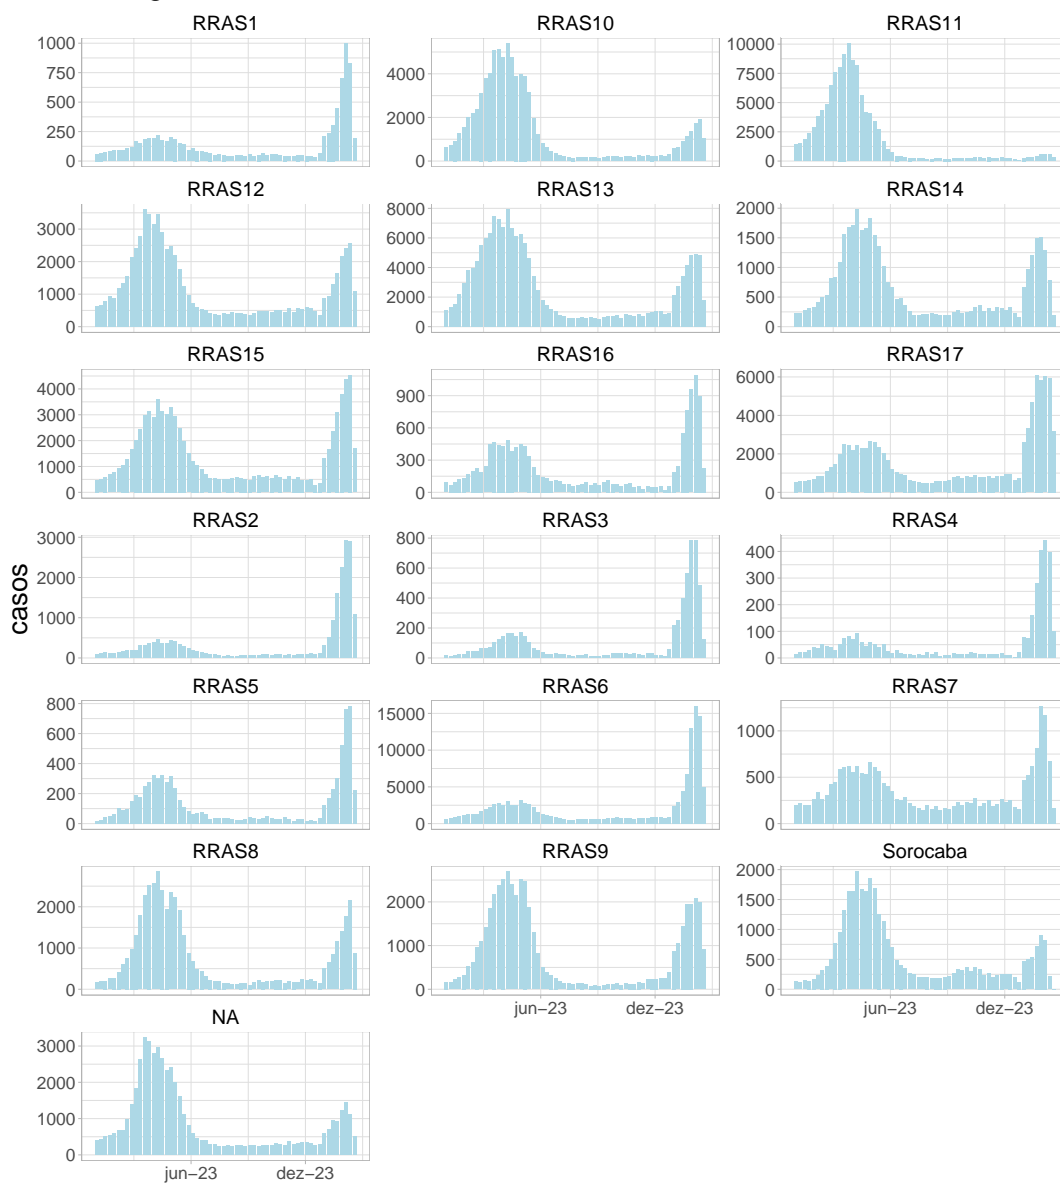 RRAS1 RRAS10 RRAS11
1000 750 500 250 0
4000 2000 0
10000 7500 5000 2500 0
RRAS12 RRAS13 RRAS14
3000 2000 1000 0
8000 6000 4000 2000 0
2000 1500 1000 500 0
RRAS15 RRAS16 RRAS17
4000 3000 2000 1000 0
900 600 300 0
6000 4000 2000 0
RRAS2 RRAS3 RRAS4
3000 2000 1000 0
800 600 400 200 0
400 300 200 100 0
casos
RRAS5 RRAS6 RRAS7
800 600 400 200 0
15000 10000 5000 0
1000 500 0
RRAS8 RRAS9 Sorocaba
2000 1000 0
2000 1000 0
2000 1500 1000 500 0
jun−23 dez−23 jun−23 dez−23
NA
3000 2000 1000 0
jun−23 dez−23